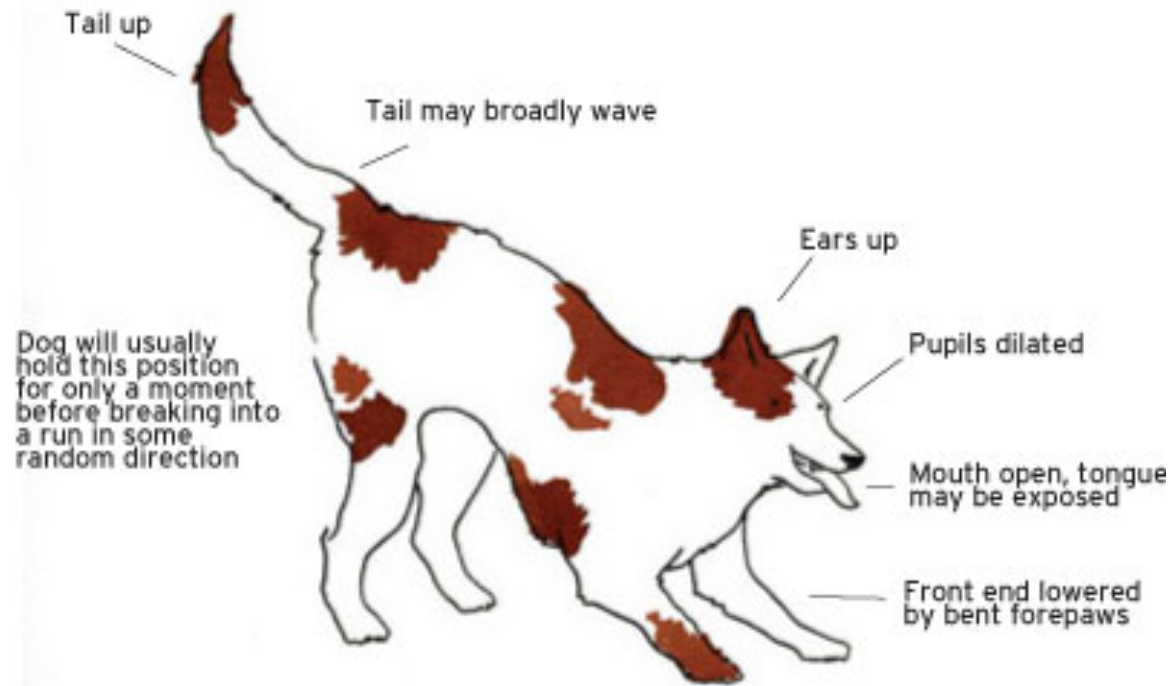 Tail up
Tail may broadly wave
Ears up
Pupils dilated
Dog will usually
hold this position
for only a moment
before breaking into
a run in some
random direction
Mouth open, tongue
may be exposed
Front end lowered
by bent forepaws